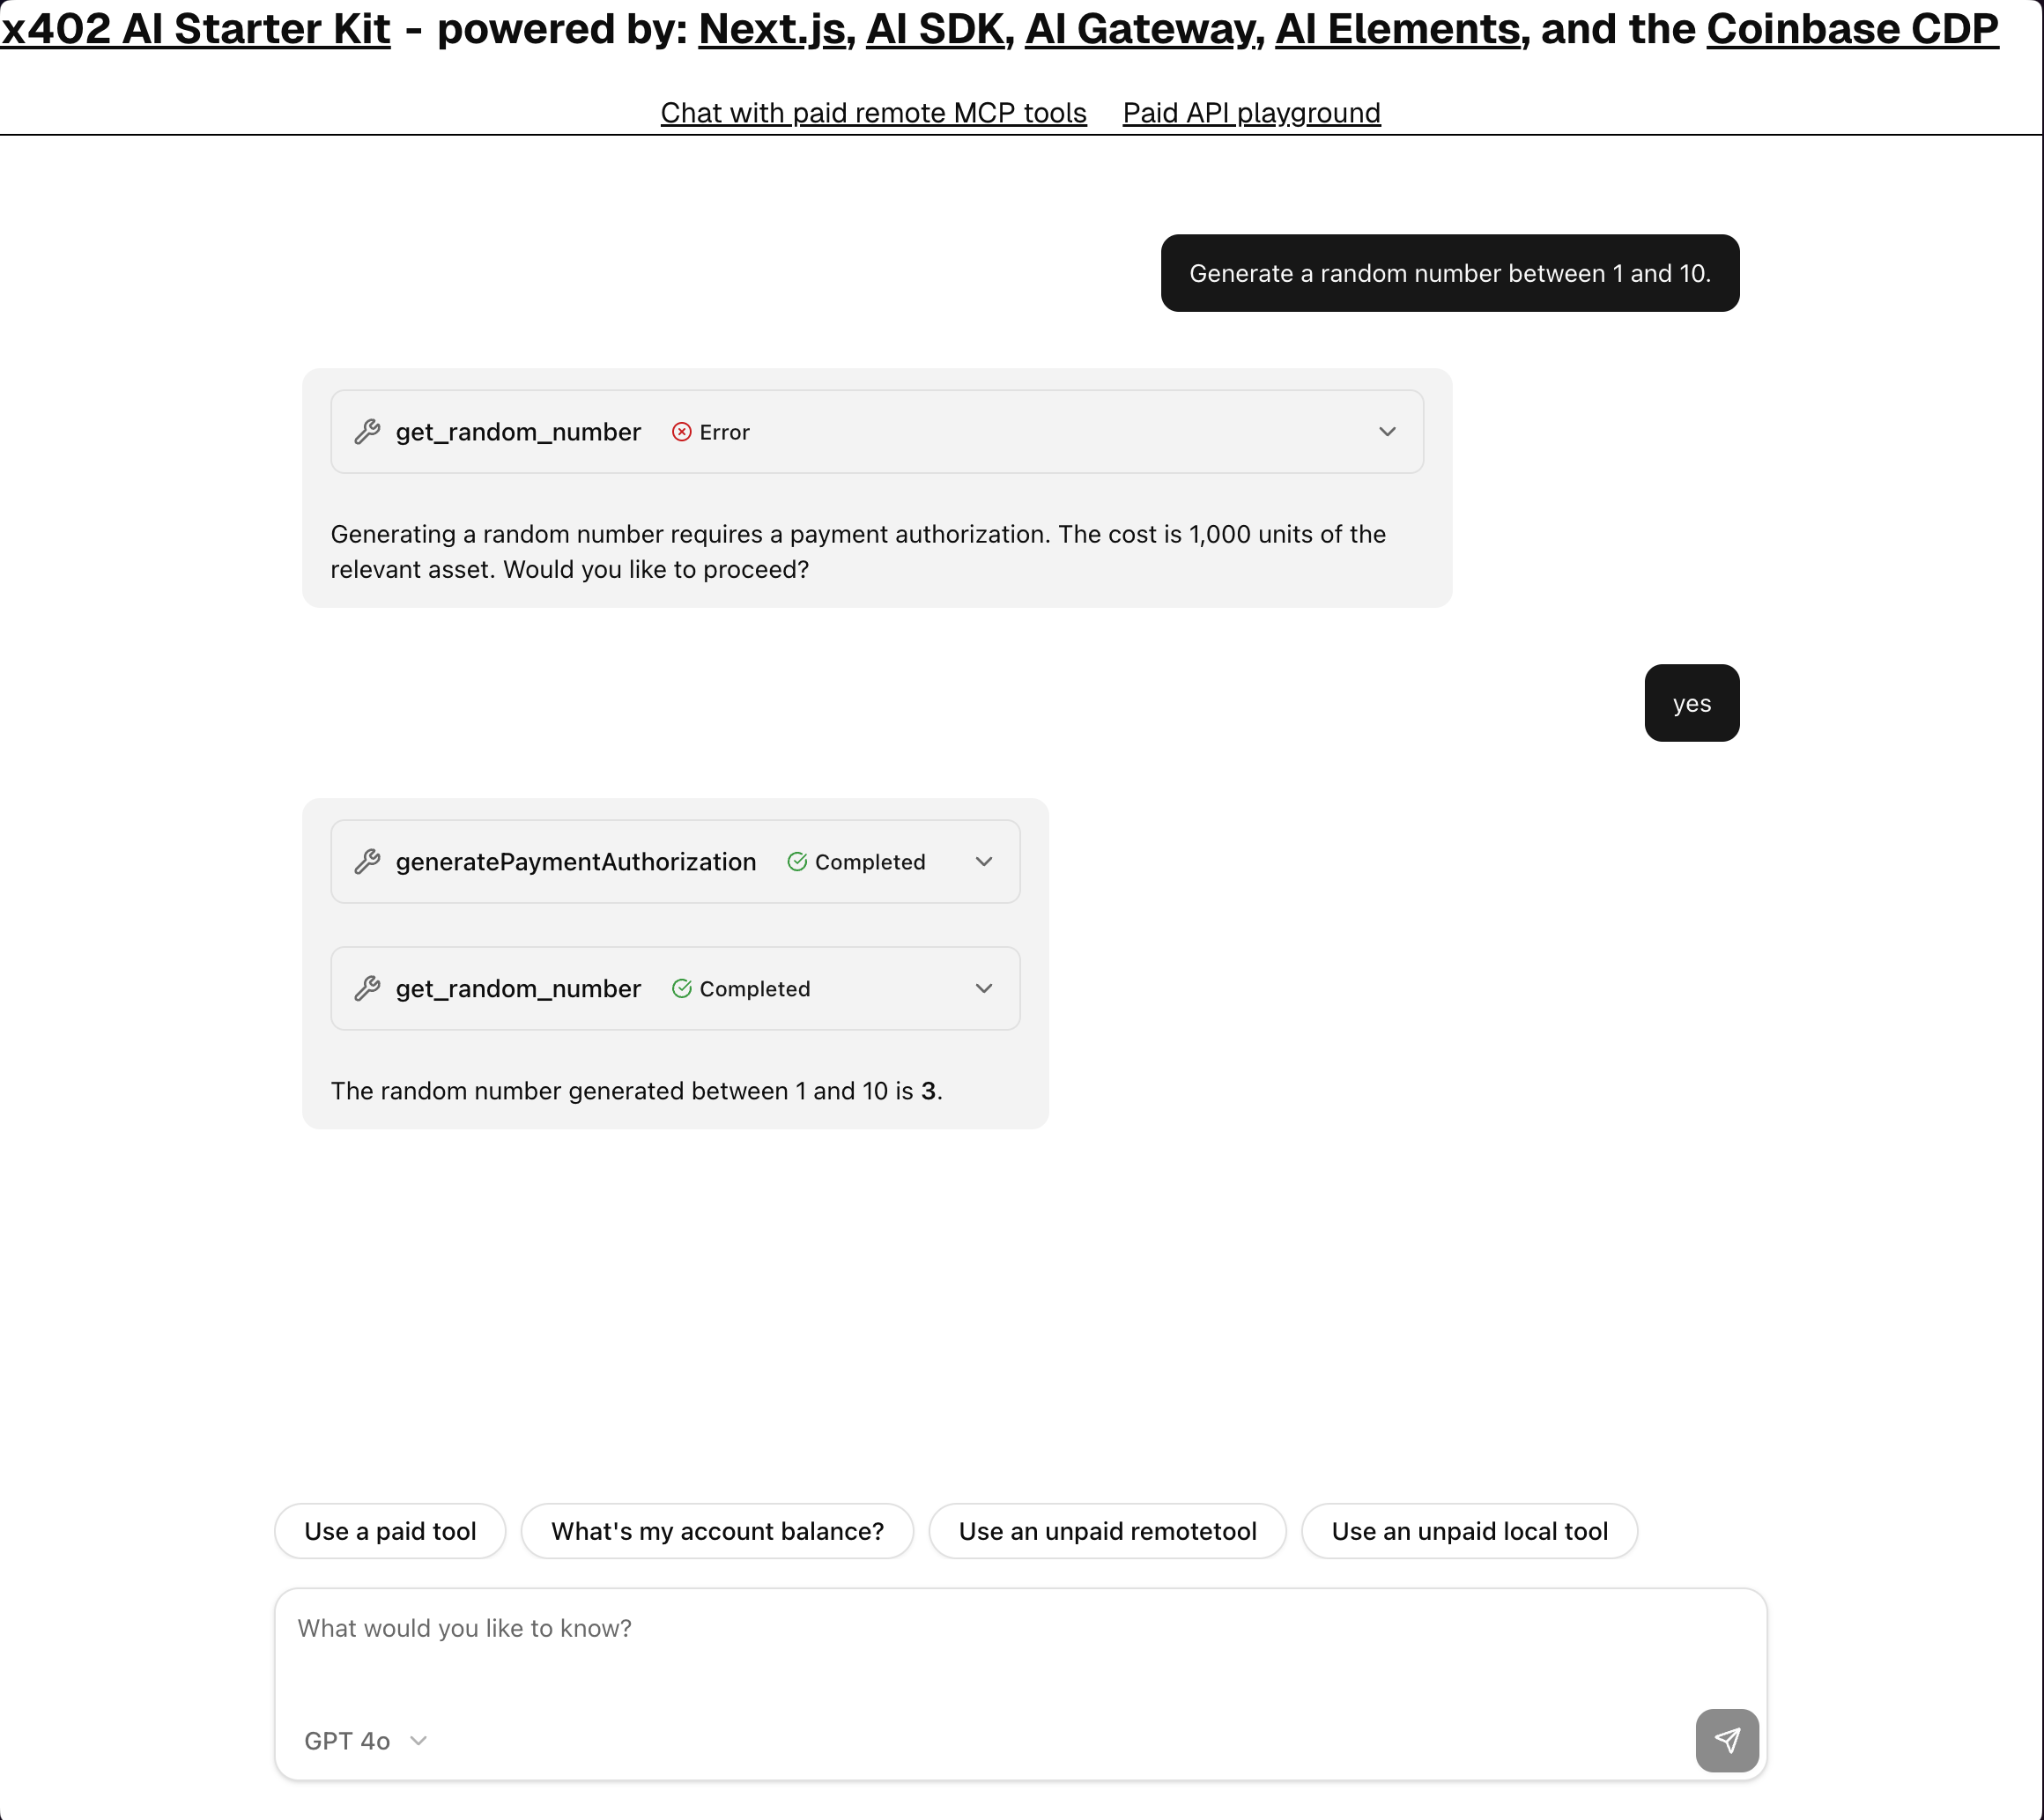 x402 AI Starter Kit - powered by: Next.js, AI SDK, AI Gateway, AI Elements, and the Coinbase CDP
Chat with paid remote MCP tools Paid API playground
Generate a random number between 1 and 10.
get_random_number Error
Generating a random number requires a payment authorization. The cost is 1,000 units of the
relevant asset. Would you like to proceed?
yes
generatePaymentAuthorization Completed
get_random_number Completed
The random number generated between 1 and 10 is 3.
Use a paid tool What's my account balance? Use an unpaid remotetool Use an unpaid local tool
What would you like to know?
GPT 4o